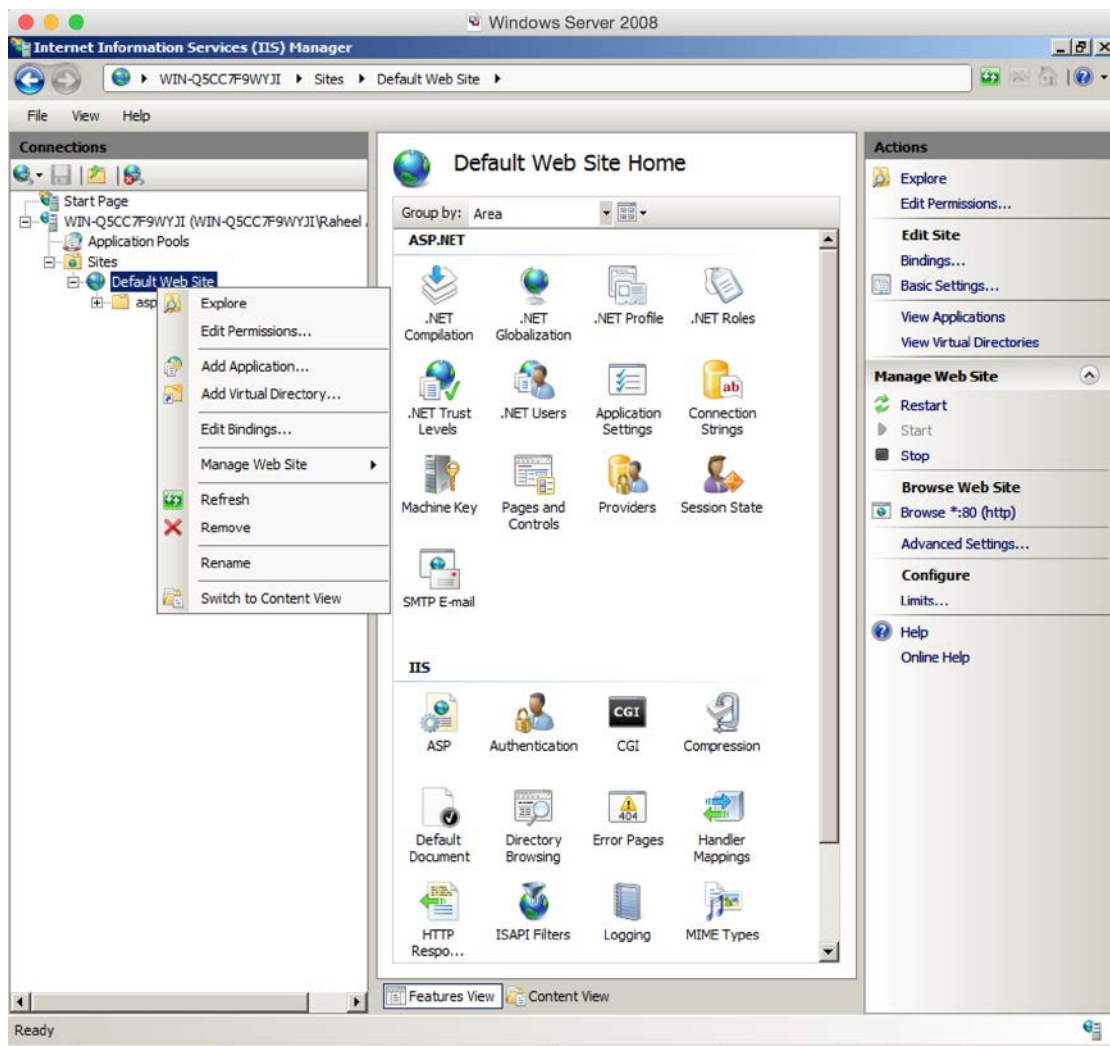 Windows Server 2008
Internet Information Services (IIS) Manager
WIN-Q5CC7F9WYJI Sites Default Web Site
File View Help
Connections
Start Page
WIN-Q5CC7F9WYJI (WIN-Q5CC7F9WYJI\Raheel
Application Pools
Sites
Default Web Site
asp
Explore
Edit Permissions...
Add Application...
Add Virtual Directory...
Edit Bindings...
Manage Web Site
Refresh
Remove
Rename
Switch to Content View
Default Web Site Home
Group by: Area
ASP.NET
.NET Compilation
.NET Globalization
.NET Profile
.NET Roles
.NET Trust Levels
.NET Users
Application Settings
Connection Strings
ab
Machine Key
Pages and Controls
Providers
Session State
SMTP E-mail
IIS
ASP
Authentication
CGI
CGI
Compression
Default Document
Directory Browsing
404
Error Pages
Handler Mappings
HTTP Respo...
ISAPI Filters
Logging
MIME Types
Features View
Content View
Actions
Explore
Edit Permissions...
Edit Site
Bindings...
Basic Settings...
View Applications
View Virtual Directories
Manage Web Site
Restart
Start
Stop
Browse Web Site
Browse *:80 (http)
Advanced Settings...
Configure
Limits...
Help
Online Help
Ready